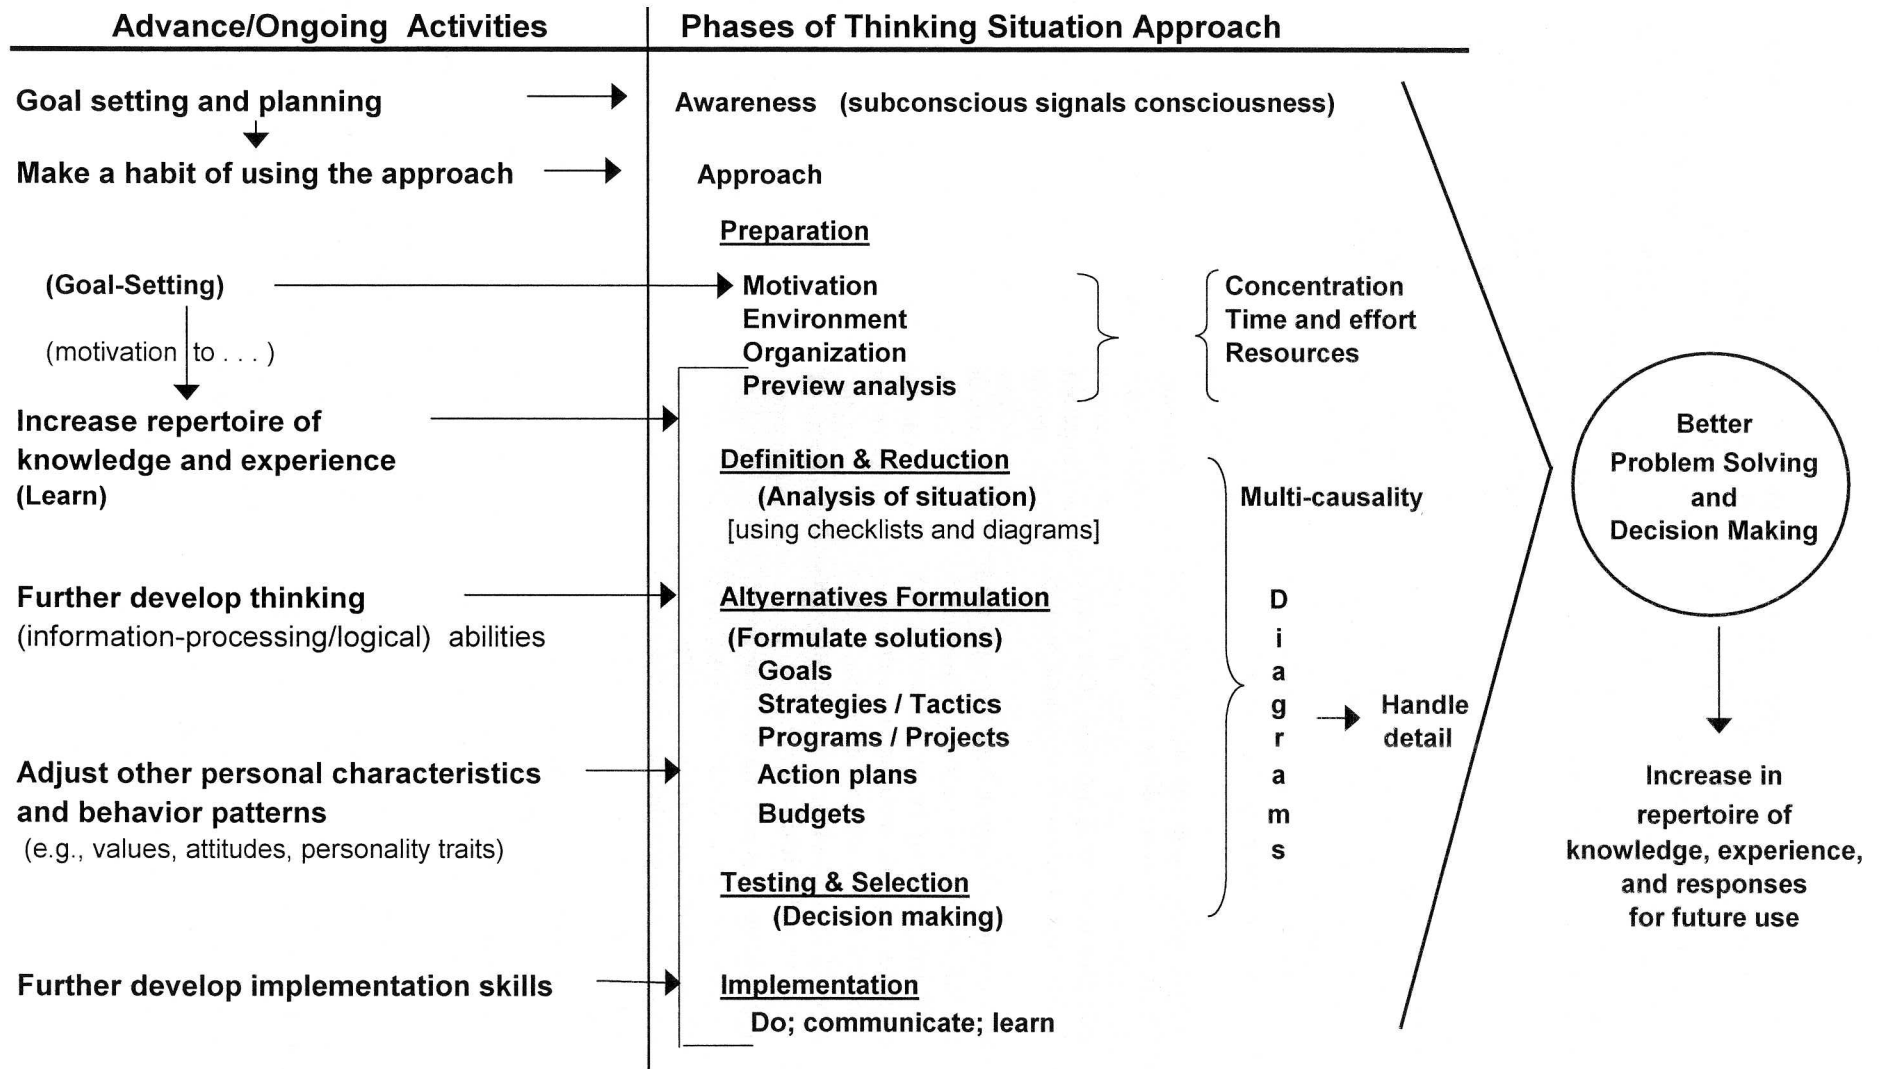 Advance/Ongoing Activities
Goal setting and planning
Make a habit of using the approach
(Goal-Setting)
(motivation to . . . )
Increase repertoire of
knowledge and experience
(Learn)
Further develop thinking
(information-processing/logical) abilities
Adjust other personal characteristics
and behavior patterns
(e.g., values, attitudes, personality traits)
Further develop implementation skills
Phases of Thinking Situation Approach
Awareness (subconscious signals consciousness)
Approach
Preparation
Motivation
Environment
Organization
Preview analysis
Concentration
Time and effort
Resources
Definition & Reduction
(Analysis of situation)
[using checklists and diagrams]
Multi-causality
Altyernatives Formulation
(Formulate solutions)
Goals
Strategies / Tactics
Programs / Projects
Action plans
Budgets
Testing & Selection
(Decision making)
Diagrams
Handle
detail
Implementation
Do; communicate; learn
Better
Problem Solving
and
Decision Making
Increase in
repertoire of
knowledge, experience,
and responses
for future use